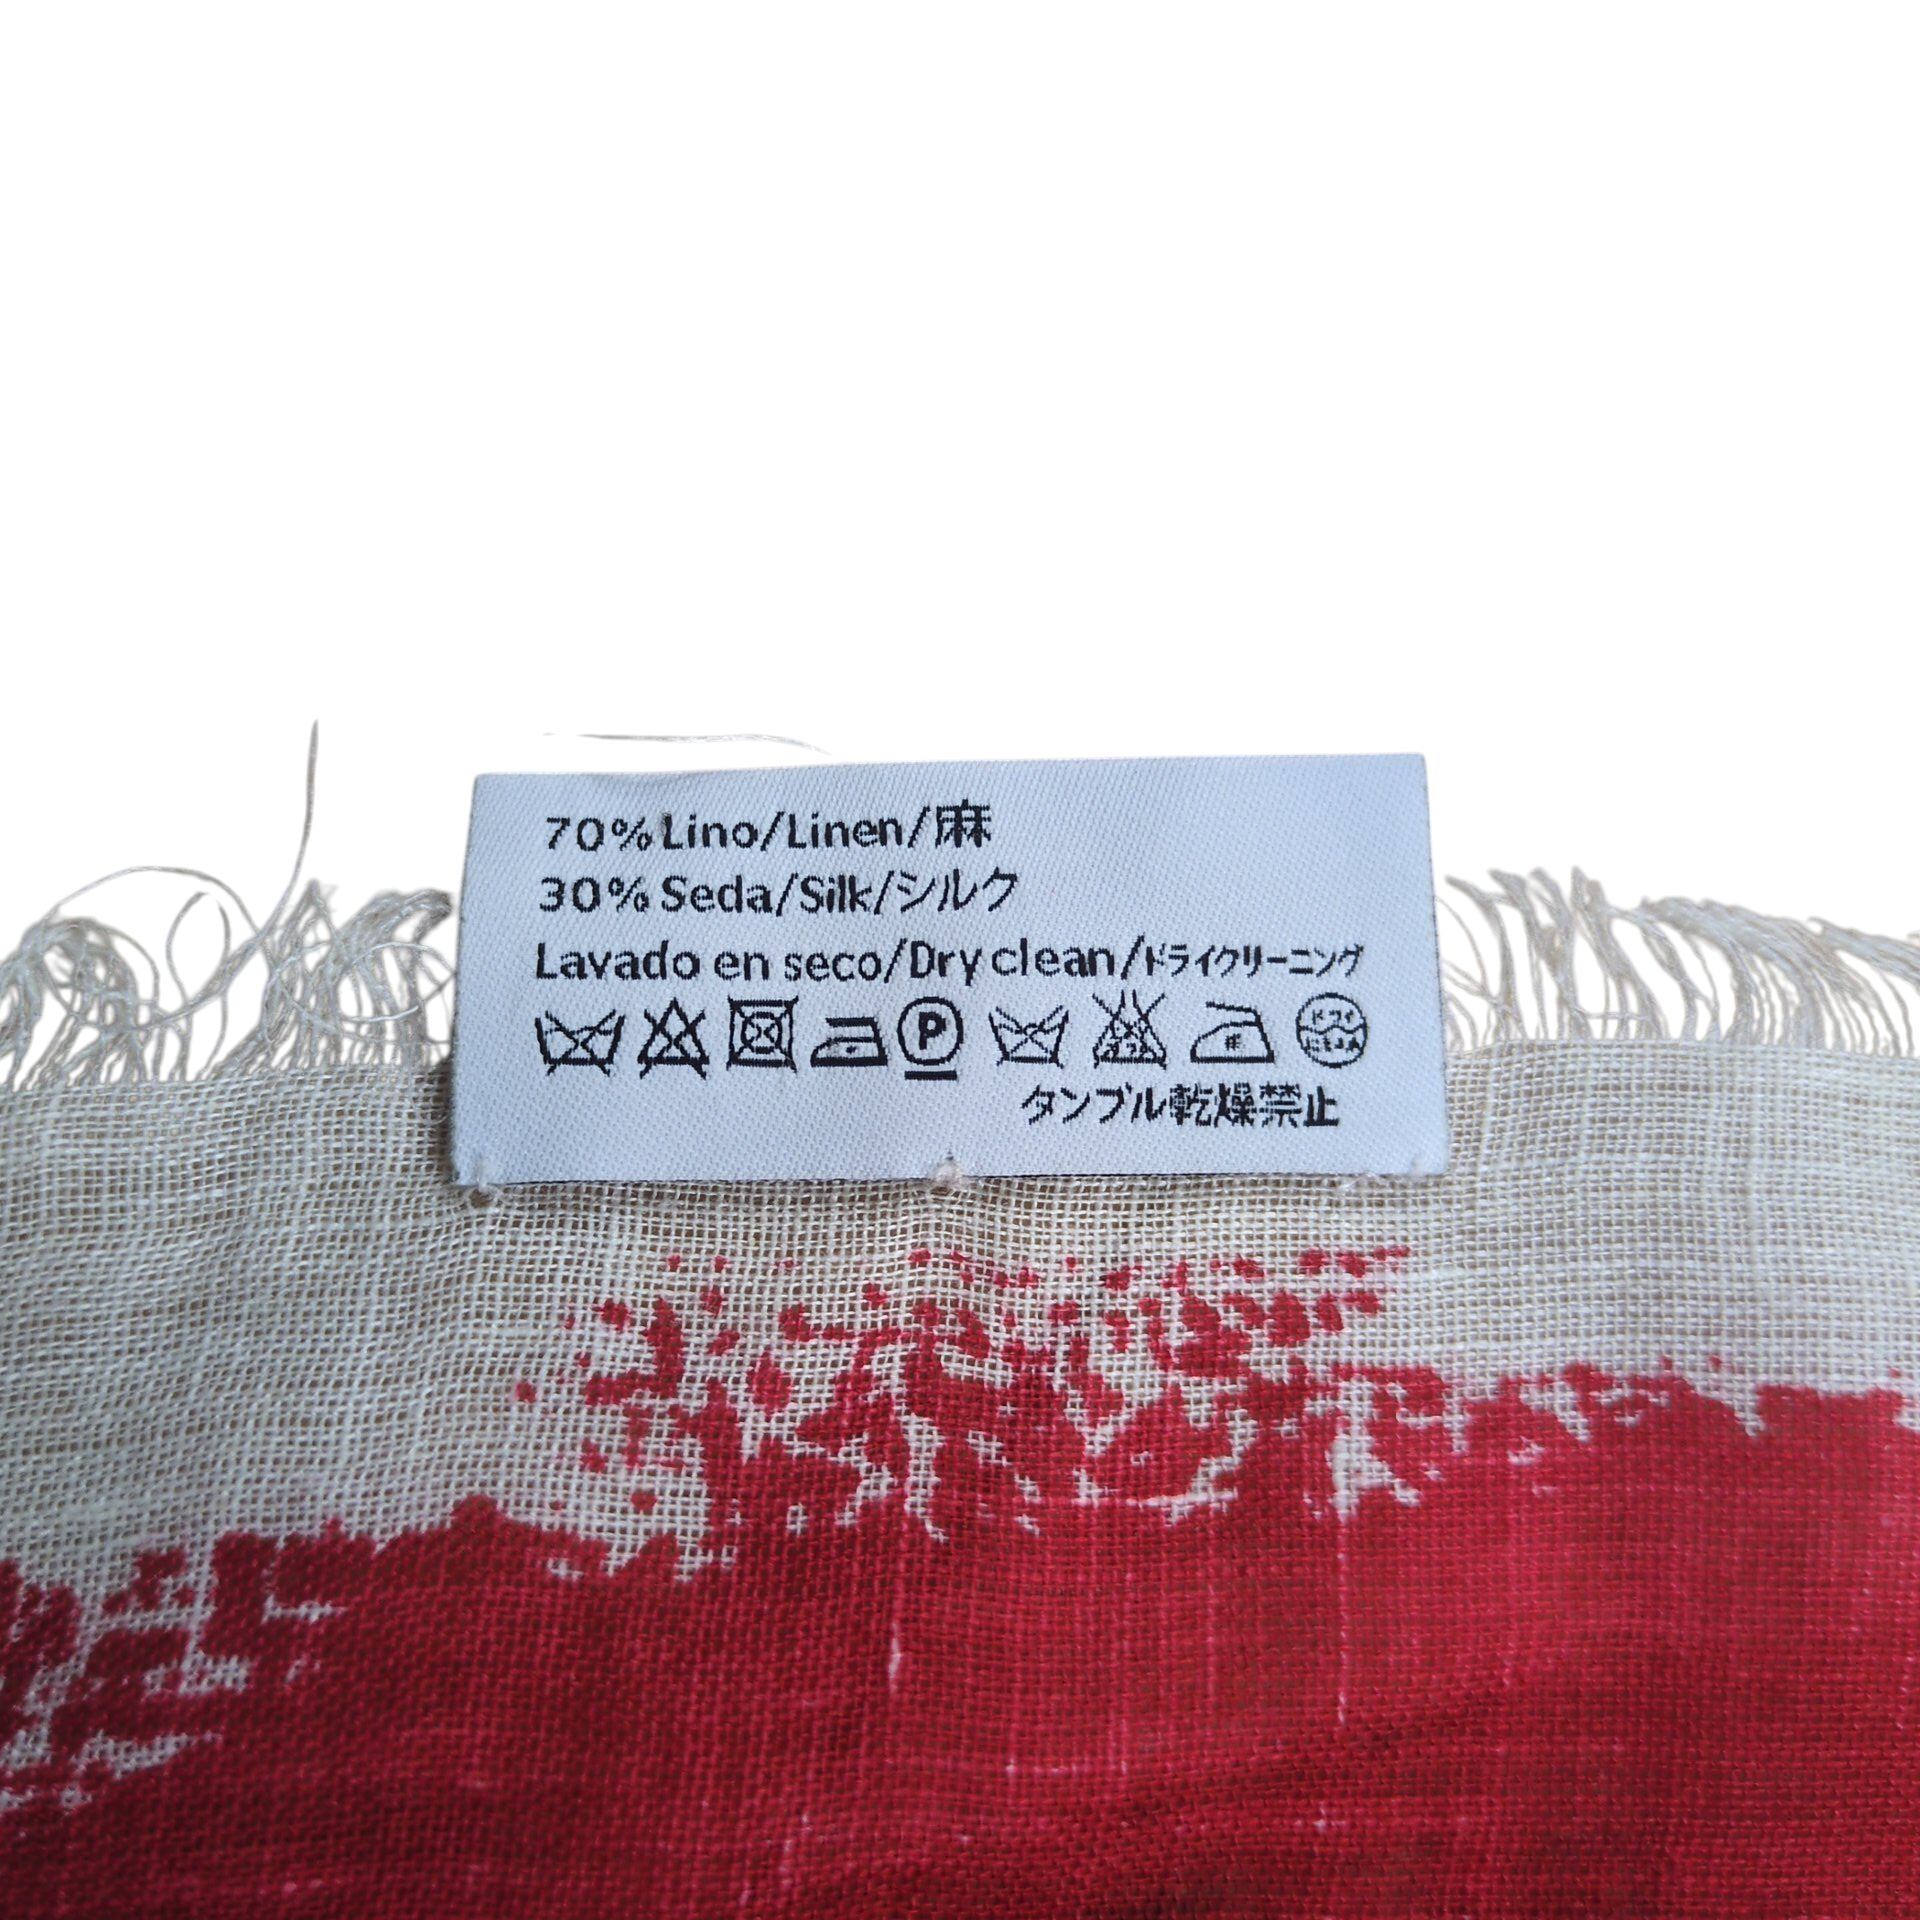 70% Lino/Linen/麻
30% Seda/Silk/シルク
Lavado en seco/Dry clean/ドライクリーニング
P
タンブル乾燥禁止